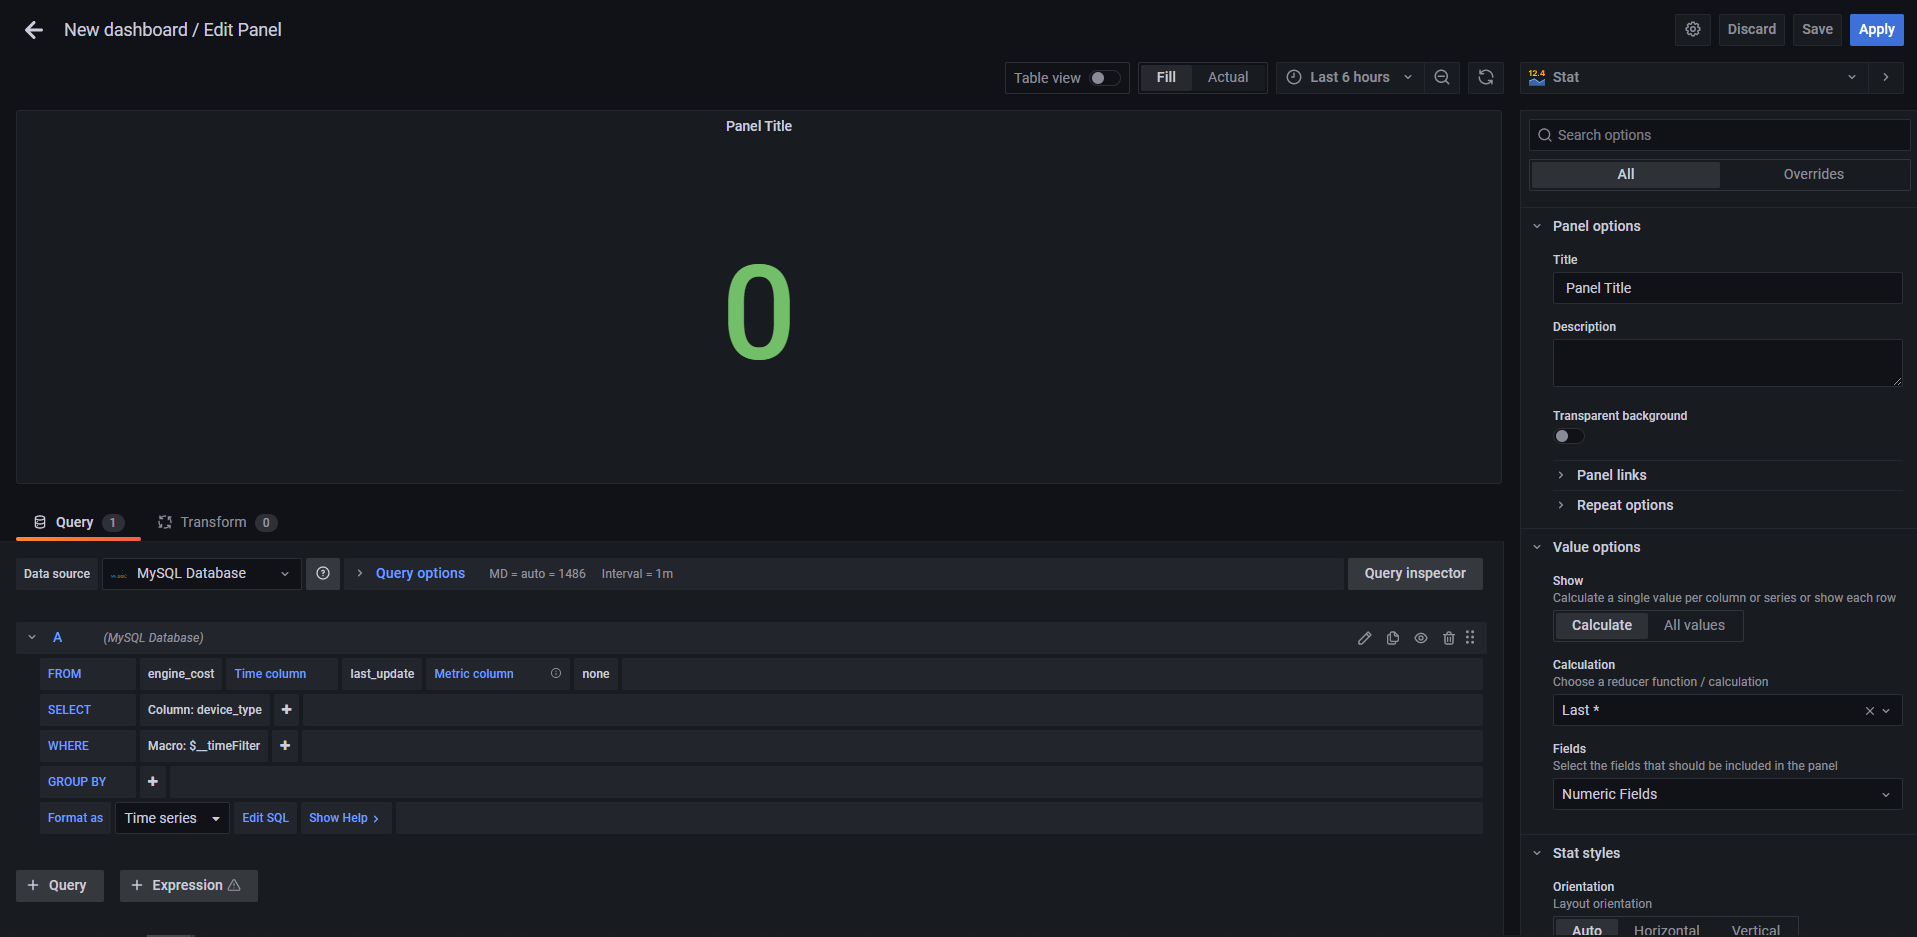 New dashboard / Edit Panel
Discard Save Apply
Table view Fill Actual Last 6 hours
12.4 Stat
Panel Title
0
Query 1 Transform 0
Data source MySQL Database Query options MD = auto = 1486 Interval = 1m Query inspector
A (MySQL Database)
FROM engine_cost Time column last_update Metric column none
SELECT Column: device_type +
WHERE Macro: $__timeFilter +
GROUP BY +
Format as Time series Edit SQL Show Help >
+ Query + Expression
Search options
All Overrides
Panel options
Title
Panel Title
Description
Transparent background
Panel links
Repeat options
Value options
Show
Calculate a single value per column or series or show each row
Calculate All values
Calculation
Choose a reducer function / calculation
Last *
Fields
Select the fields that should be included in the panel
Numeric Fields
Stat styles
Orientation
Layout orientation
Auto Horizontal Vertical